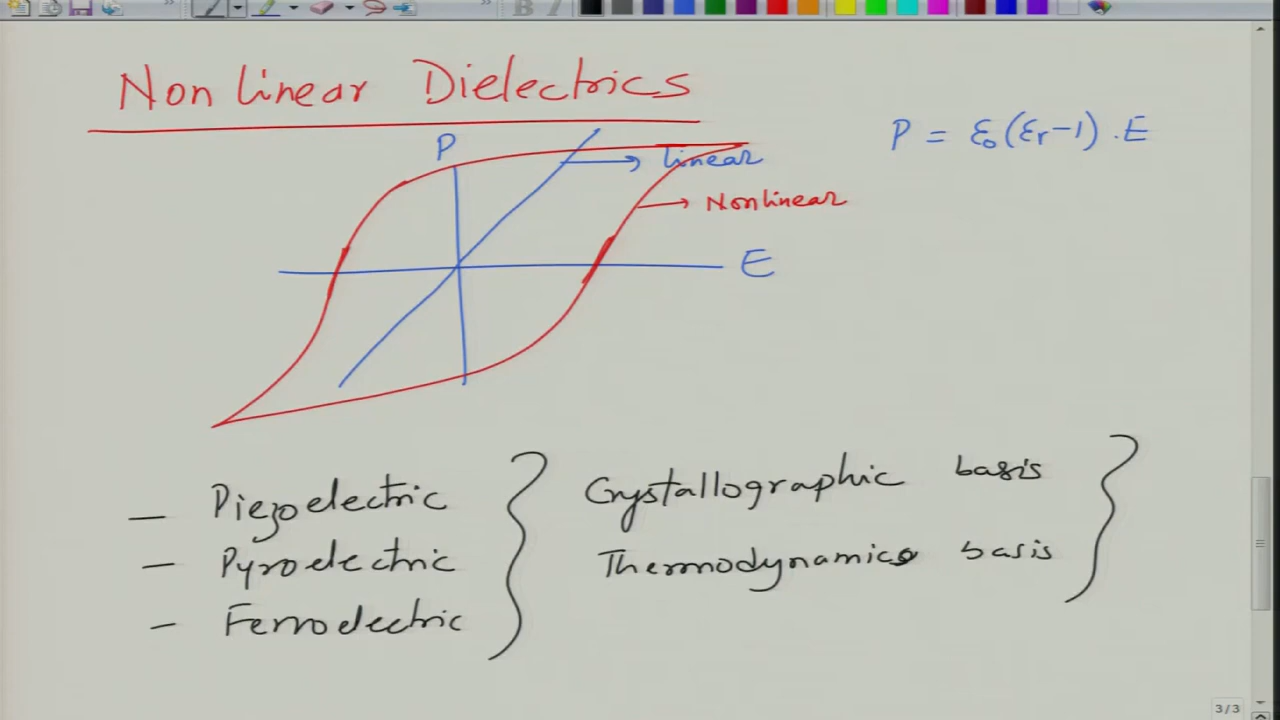 Non linear Dielectrics
P = ε₀(εr-1) . E
P
linear
Nonlinear
E
- Piezoelectric
- Pyroelectric
- Ferroelectric
Crystallographic basis
Thermodynamics basis
3/3